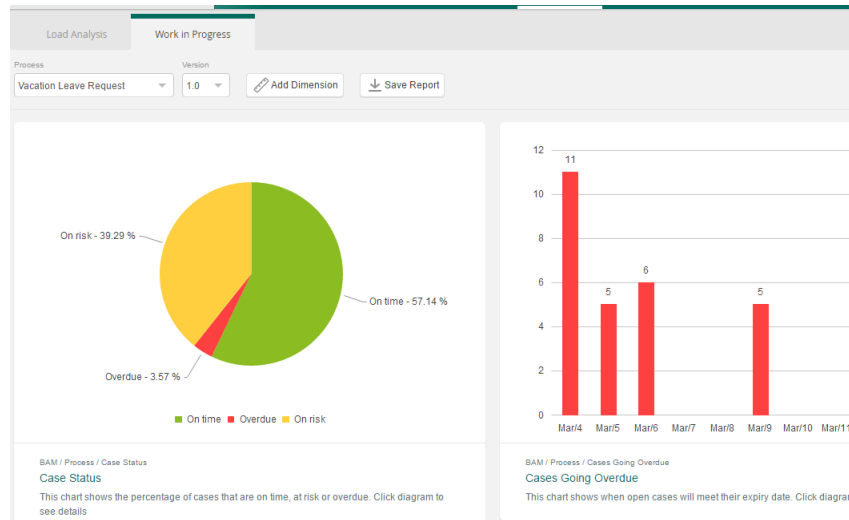 Load Analysis
Work in Progress
Process
Version
Vacation Leave Request
1.0
Add Dimension
Save Report
On risk - 39.29 %
On time - 57.14 %
Overdue - 3.57 %
On time Overdue On risk
BAM / Process / Case Status
Case Status
This chart shows the percentage of cases that are on time, at risk or overdue. Click diagram to
see details
12
10
8
6
4
2
0
11
5
6
5
Mar/4 Mar/5 Mar/6 Mar/7 Mar/8 Mar/9 Mar/10 Mar/11
BAM / Process / Cases Going Overdue
Cases Going Overdue
This chart shows when open cases will meet their expiry date. Click diagrar